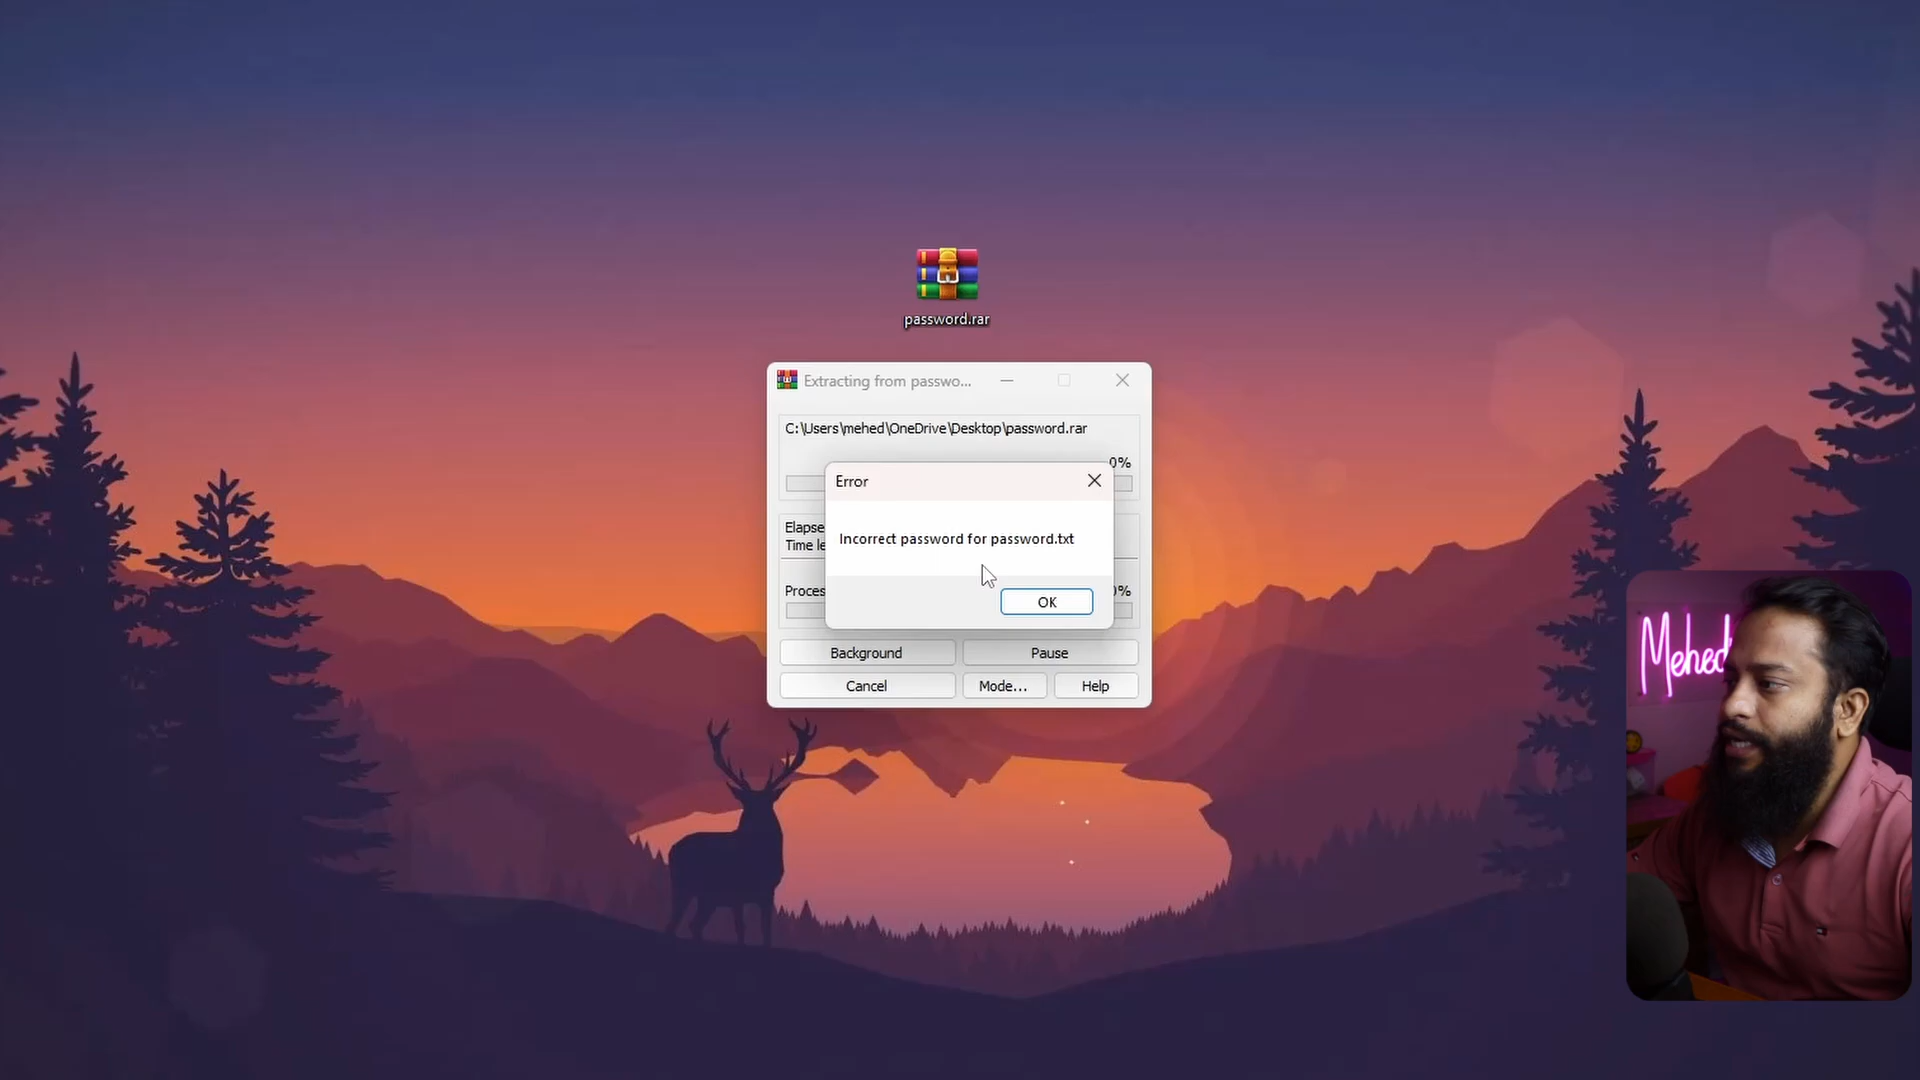 password.rar
Extracting from passwo...
C:\Users\mehed\OneDrive\Desktop\password.rar
0%
Error
Incorrect password for password.txt
Elapse
Time le
Proces
0%
OK
Background
Pause
Cancel
Mode...
Help
Mehed